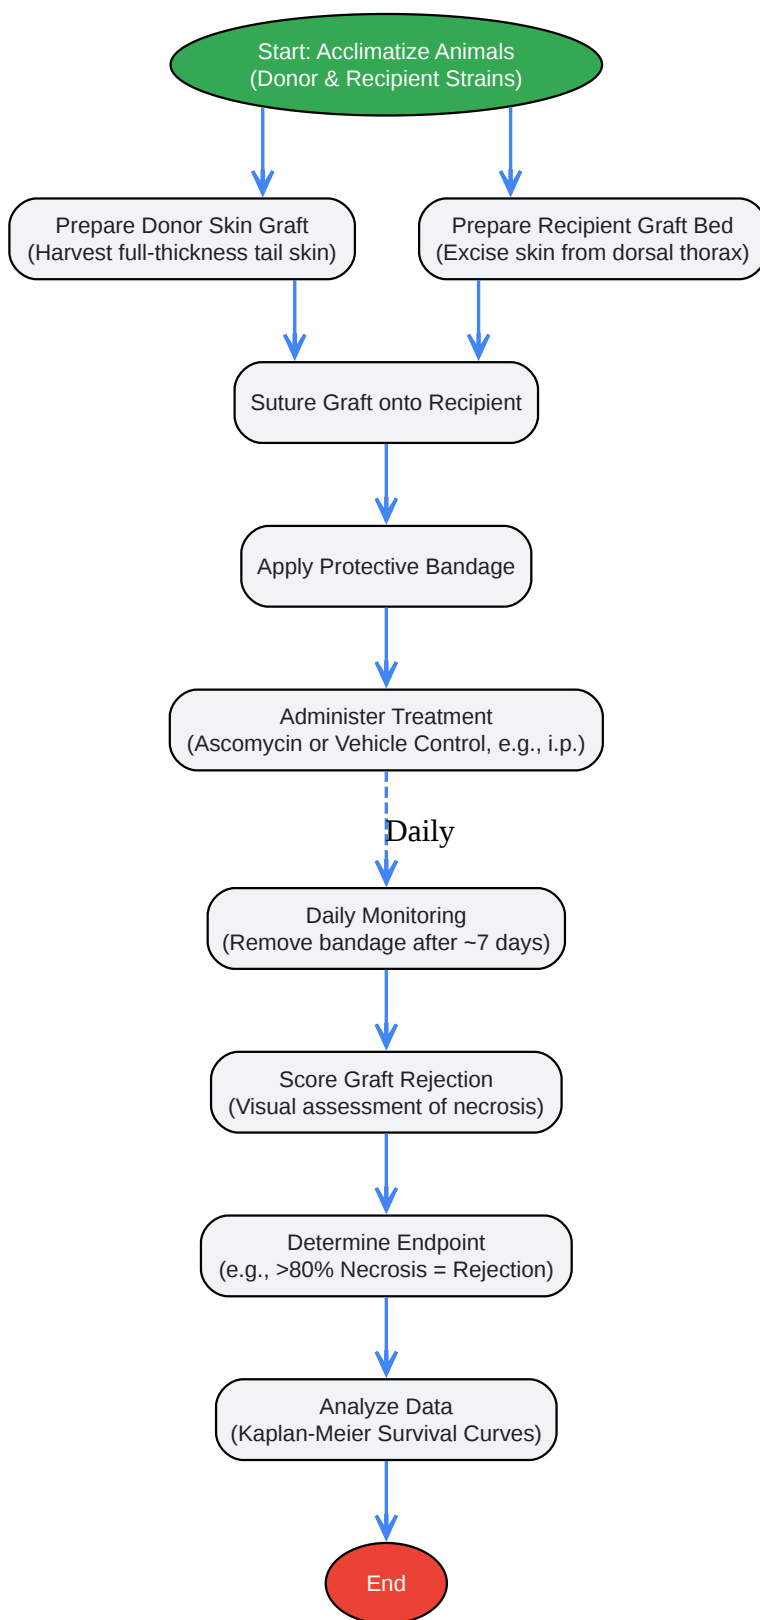 Start: Acclimatize Animals
(Donor & Recipient Strains)
Prepare Donor Skin Graft
(Harvest full-thickness tail skin)
Prepare Recipient Graft Bed
(Excise skin from dorsal thorax)
Suture Graft onto Recipient
Apply Protective Bandage
Administer Treatment
(Ascomycin or Vehicle Control, e.g., i.p.)
Daily
Daily Monitoring
(Remove bandage after ~7 days)
Score Graft Rejection
(Visual assessment of necrosis)
Determine Endpoint
(e.g., >80% Necrosis = Rejection)
Analyze Data
(Kaplan-Meier Survival Curves)
End